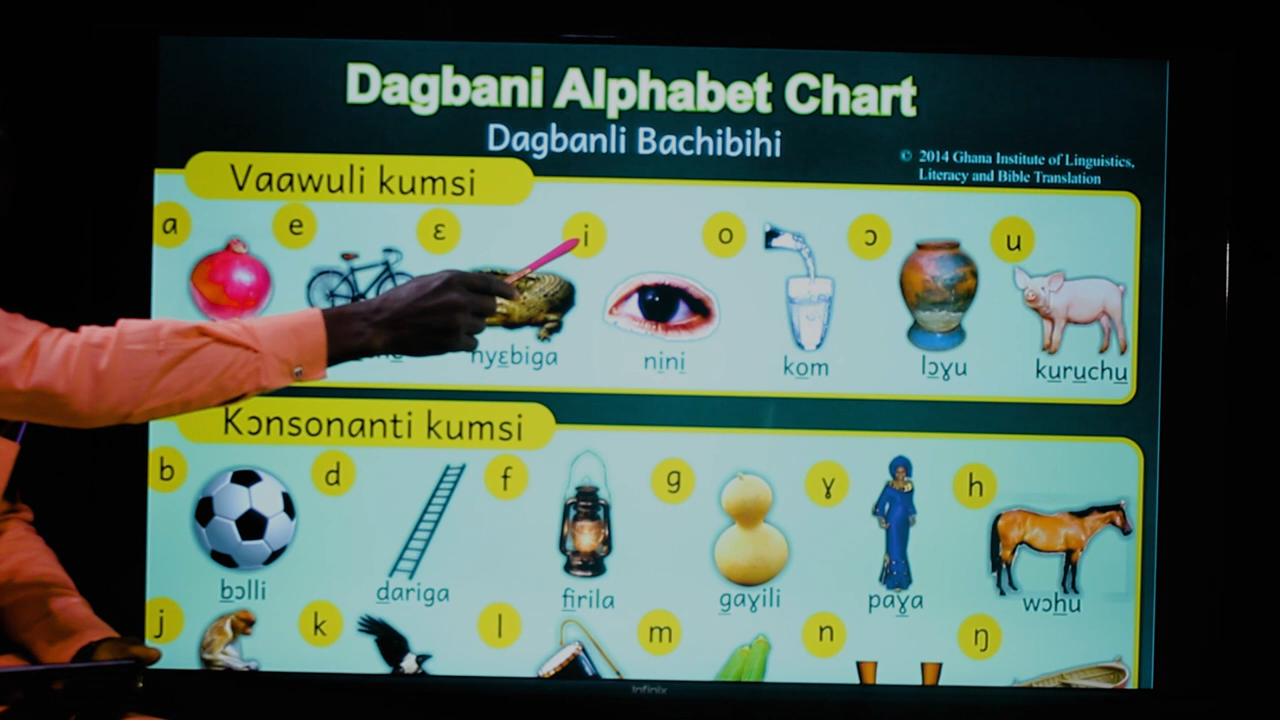 Dagbani Alphabet Chart
Dagbanli Bachibihi
© 2014 Ghana Institute of Linguistics,
Literacy and Bible Translation
Vaawuli kumsi
a e ɛ i o ɔ u
nyɛbiga nini kom lɔɣu kuruchu
Kɔnsonanti kumsi
b d f g ɣ h
bɔlli dariga firila gaɣili paɣa wɔhu
j k l m n ŋ
Infinix